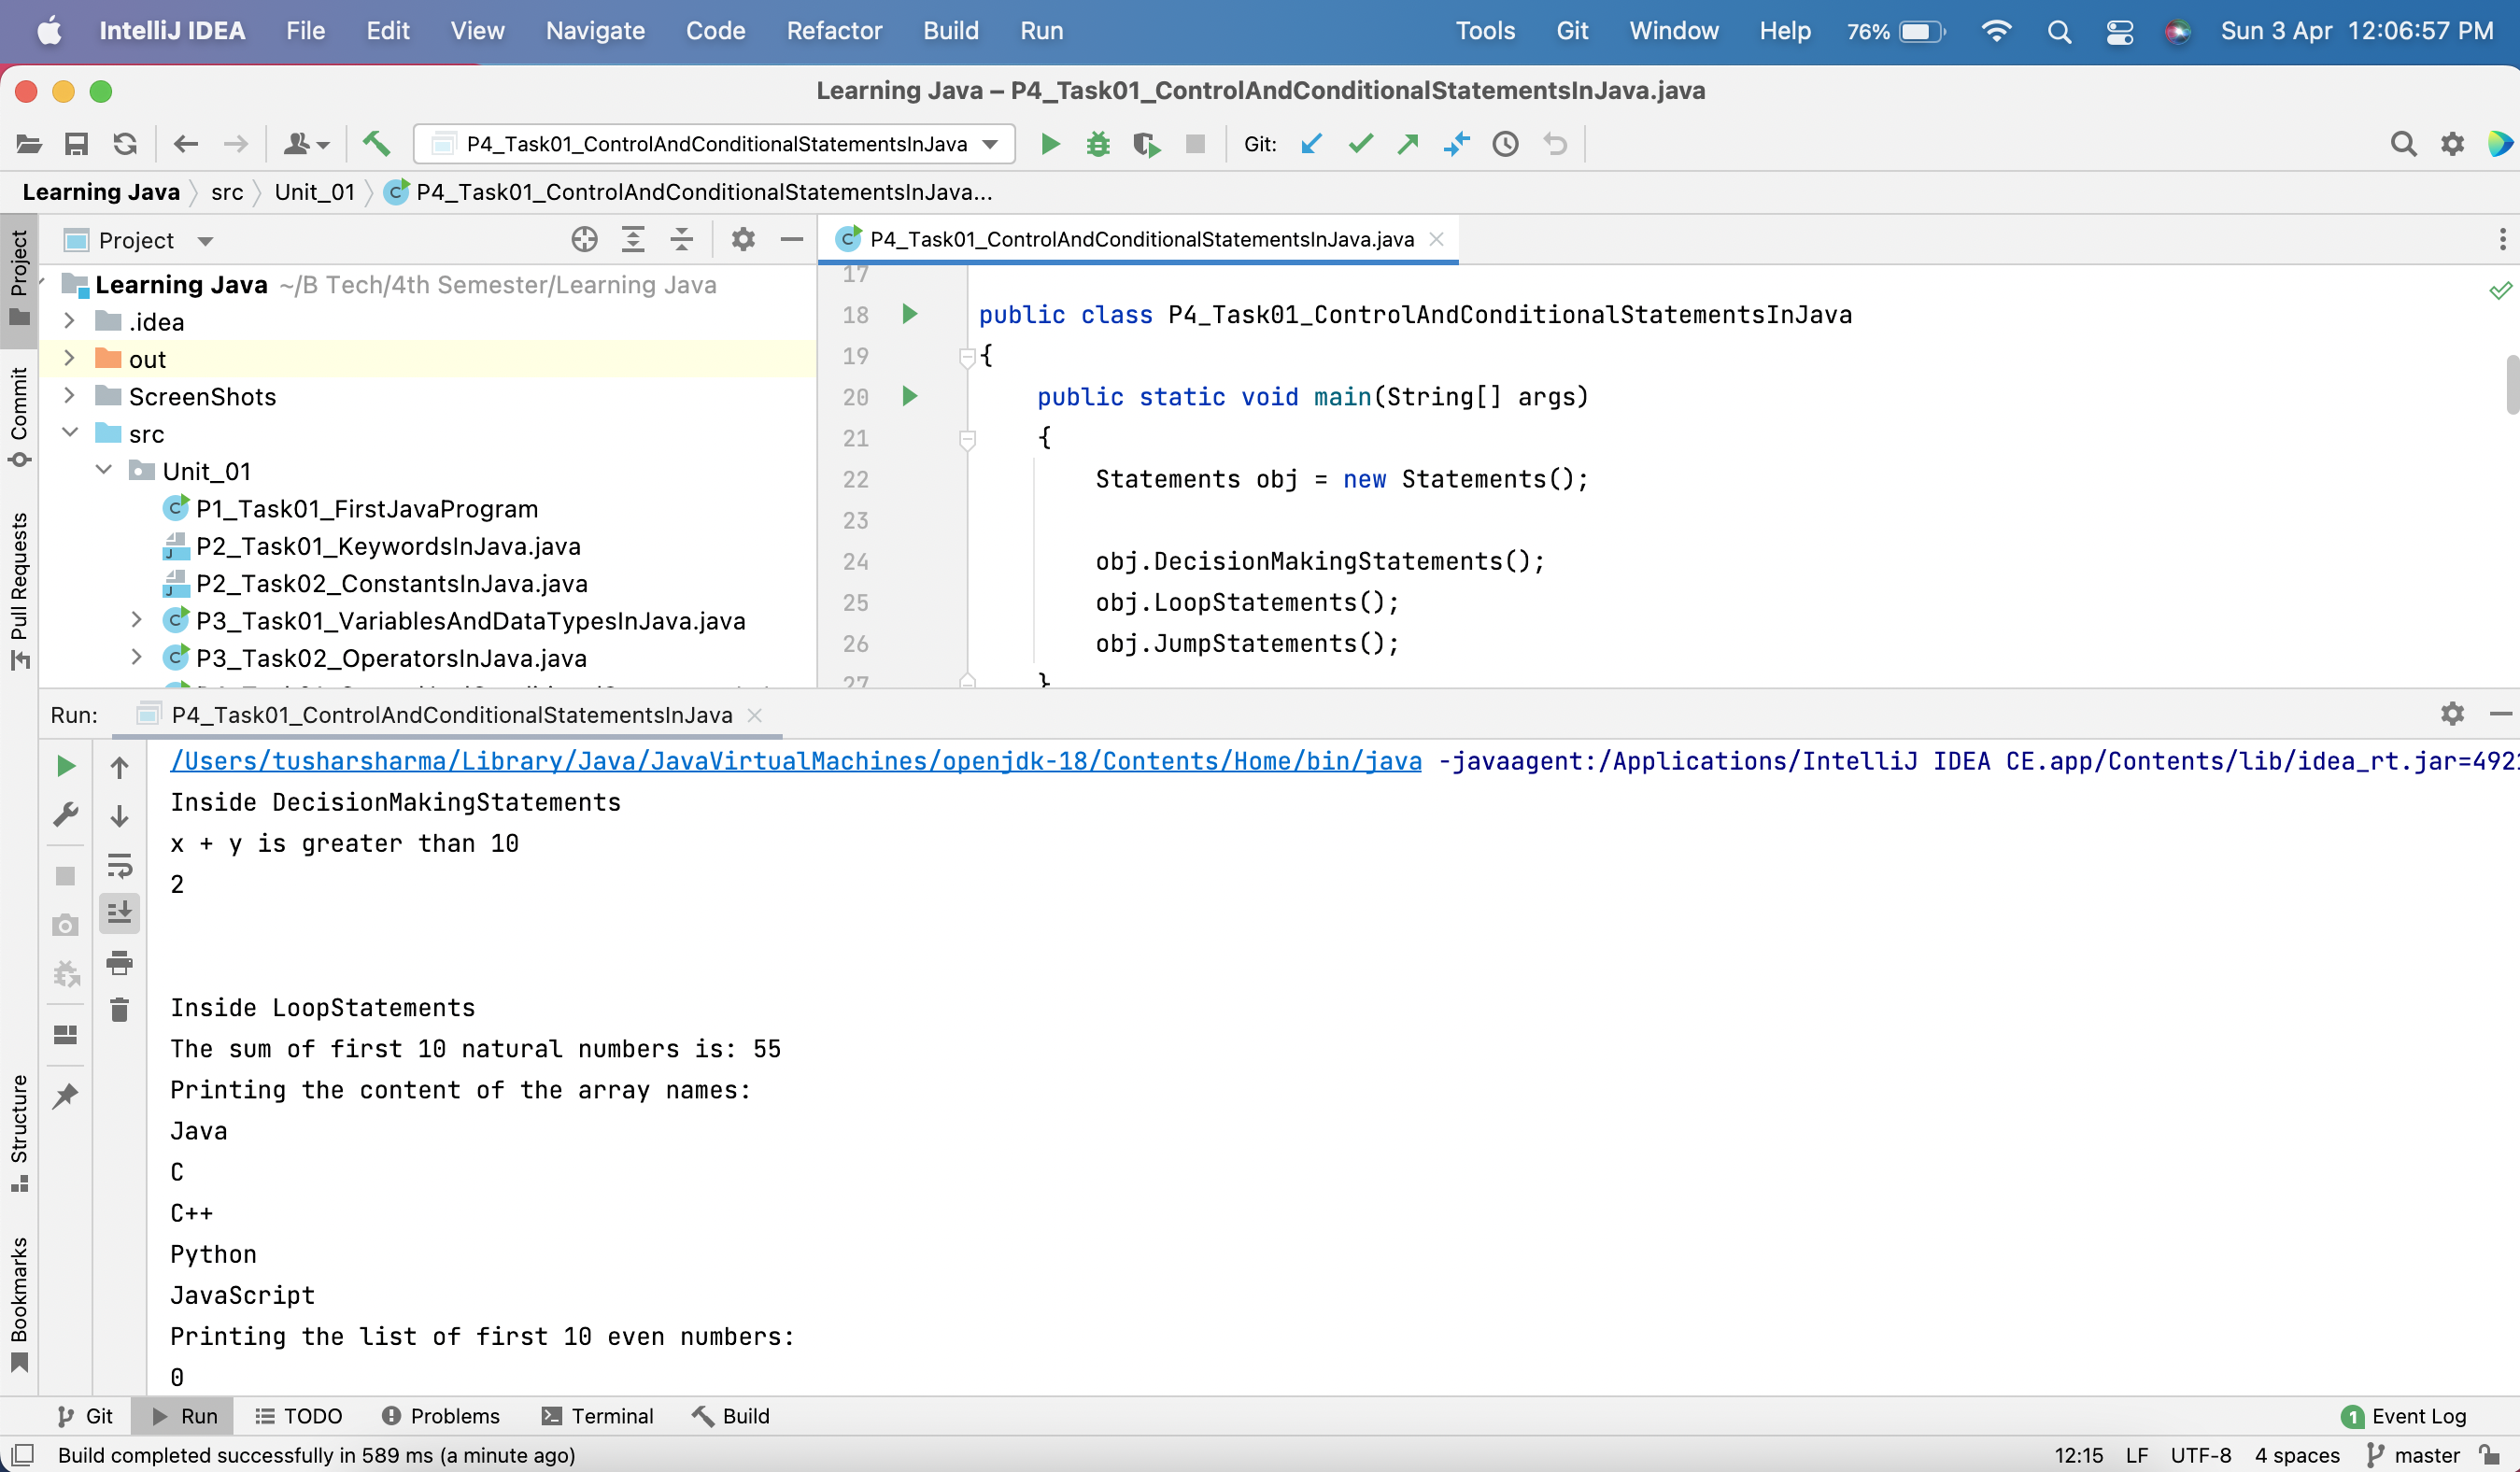 IntelliJ IDEA File Edit View Navigate Code Refactor Build Run Tools Git Window Help 76% Sun 3 Apr 12:06:57 PM
Learning Java – P4_Task01_ControlAndConditionalStatementsInJava.java
P4_Task01_ControlAndConditionalStatementsInJava Git:
Learning Java src Unit_01 P4_Task01_ControlAndConditionalStatementsInJava...
Project
Commit
Pull Requests
Structure
Bookmarks
Project
Learning Java ~/B Tech/4th Semester/Learning Java
.idea
out
ScreenShots
src
Unit_01
P1_Task01_FirstJavaProgram
P2_Task01_KeywordsInJava.java
P2_Task02_ConstantsInJava.java
P3_Task01_VariablesAndDataTypesInJava.java
P3_Task02_OperatorsInJava.java
P4_Task01_ControlAndConditionalStatementsInJava.java
17
18 public class P4_Task01_ControlAndConditionalStatementsInJava
19 {
20 public static void main(String[] args)
21 {
22 Statements obj = new Statements();
23
24 obj.DecisionMakingStatements();
25 obj.LoopStatements();
26 obj.JumpStatements();
27 }
Run: P4_Task01_ControlAndConditionalStatementsInJava
/Users/tusharsharma/Library/Java/JavaVirtualMachines/openjdk-18/Contents/Home/bin/java -javaagent:/Applications/IntelliJ IDEA CE.app/Contents/lib/idea_rt.jar=492
Inside DecisionMakingStatements
x + y is greater than 10
2
Inside LoopStatements
The sum of first 10 natural numbers is: 55
Printing the content of the array names:
Java
C
C++
Python
JavaScript
Printing the list of first 10 even numbers:
0
Git Run TODO Problems Terminal Build 1 Event Log
Build completed successfully in 589 ms (a minute ago) 12:15 LF UTF-8 4 spaces master